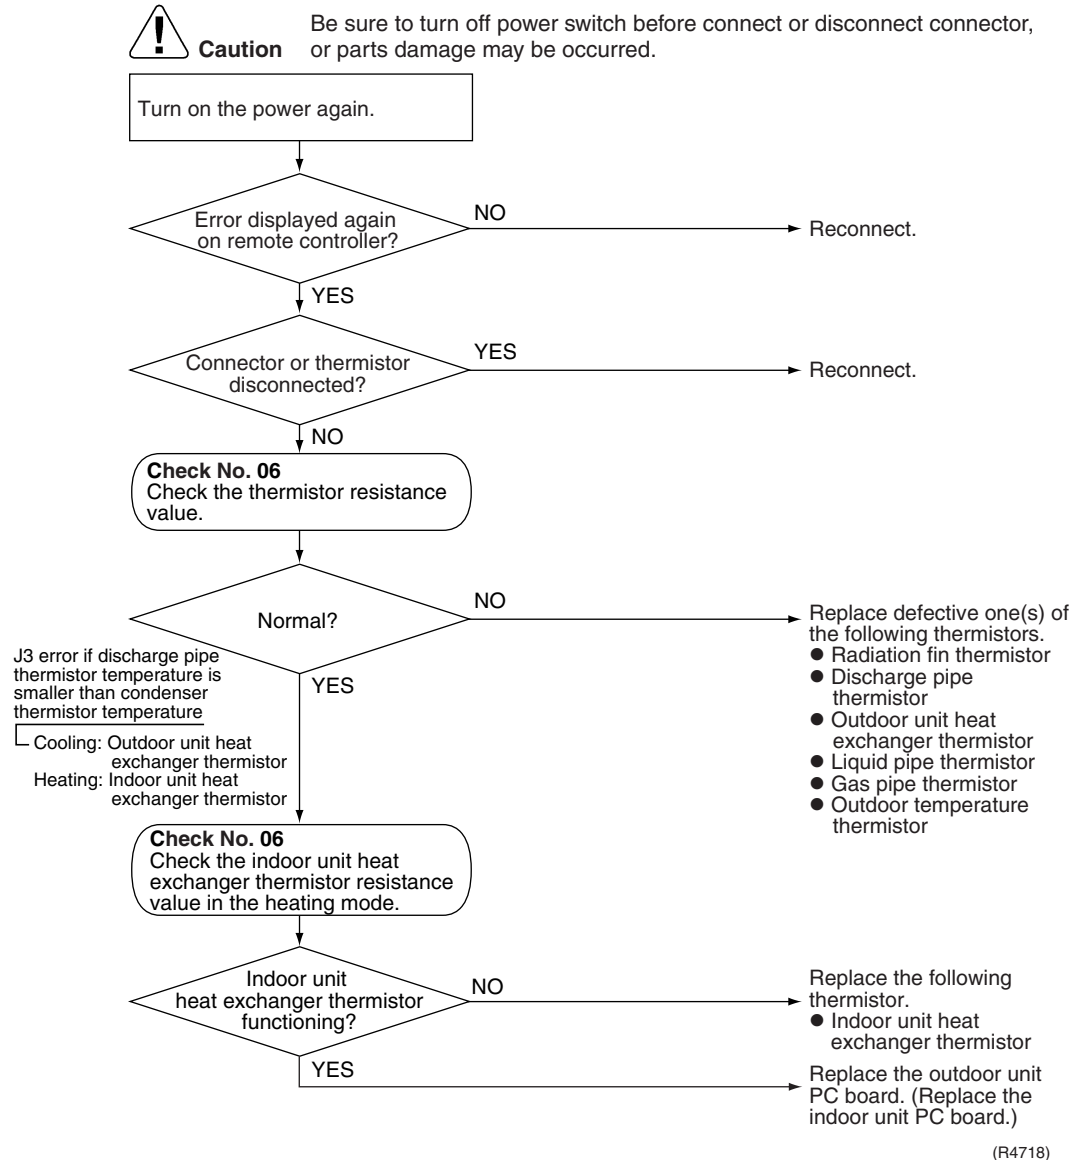 Be sure to turn off power switch before connect or disconnect connector,
Caution or parts damage may be occurred.
Turn on the power again.
Error displayed again
on remote controller?
NO
Reconnect.
YES
Connector or thermistor
disconnected?
YES
Reconnect.
NO
Check No. 06
Check the thermistor resistance
value.
Normal?
NO
Replace defective one(s) of
the following thermistors.
● Radiation fin thermistor
● Discharge pipe
thermistor
● Outdoor unit heat
exchanger thermistor
● Liquid pipe thermistor
● Gas pipe thermistor
● Outdoor temperature
thermistor
YES
J3 error if discharge pipe
thermistor temperature is
smaller than condenser
thermistor temperature
Cooling: Outdoor unit heat
exchanger thermistor
Heating: Indoor unit heat
exchanger thermistor
Check No. 06
Check the indoor unit heat
exchanger thermistor resistance
value in the heating mode.
Indoor unit
heat exchanger thermistor
functioning?
NO
Replace the following
thermistor.
● Indoor unit heat
exchanger thermistor
YES
Replace the outdoor unit
PC board. (Replace the
indoor unit PC board.)
(R4718)